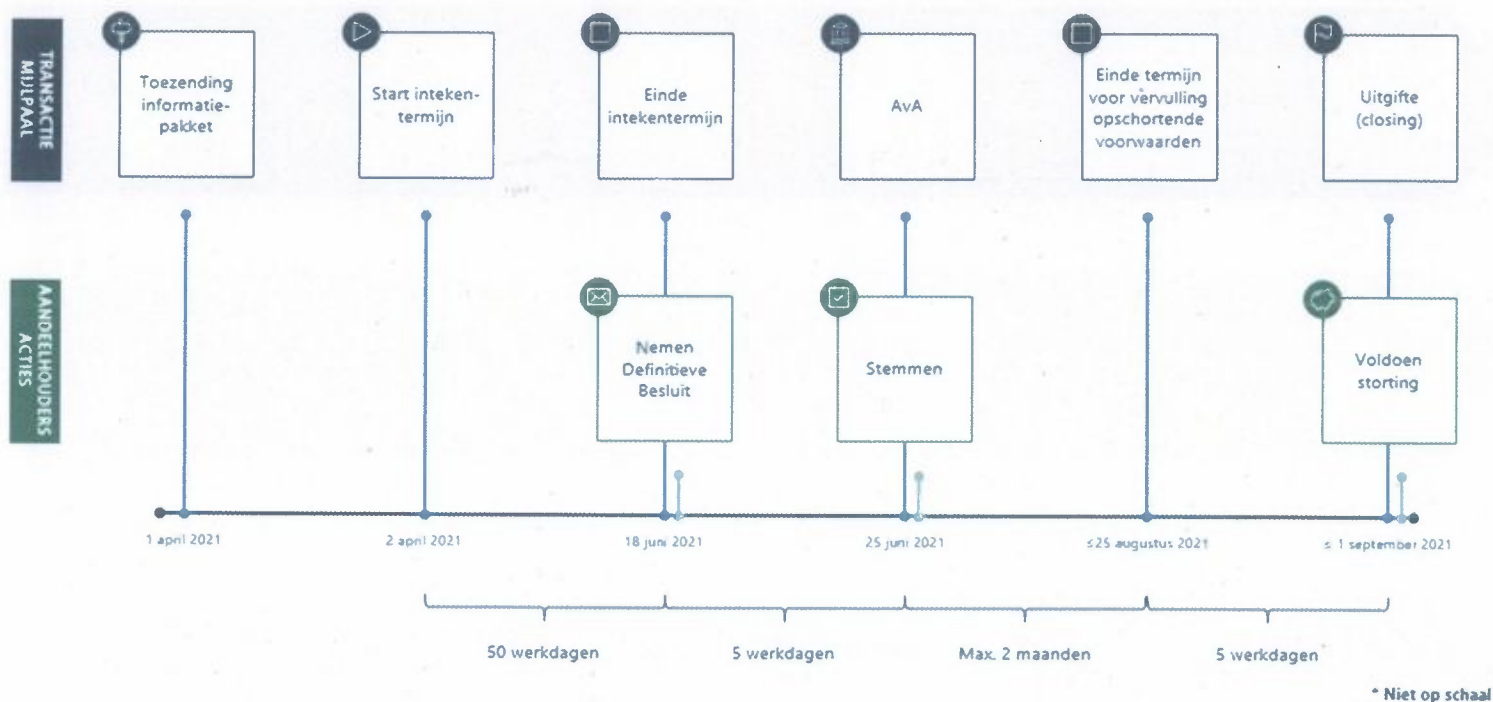 TRANSACTIE
MIJLPAAL
Toezending
informatie-
pakket
Start inteken-
termijn
Einde
intekentermijn
AvA
Einde termijn
voor vervulling
opschortende
voorwaarden
Uitgifte
(closing)
AANDEELHOUDERS
ACTIES
Nemen
Definitieve
Besluit
Stemmen
Voldoen
storting
1 april 2021
2 april 2021
18 juni 2021
25 juni 2021
≤25 augustus 2021
≤ 1 september 2021
50 werkdagen
5 werkdagen
Max. 2 maanden
5 werkdagen
* Niet op schaal